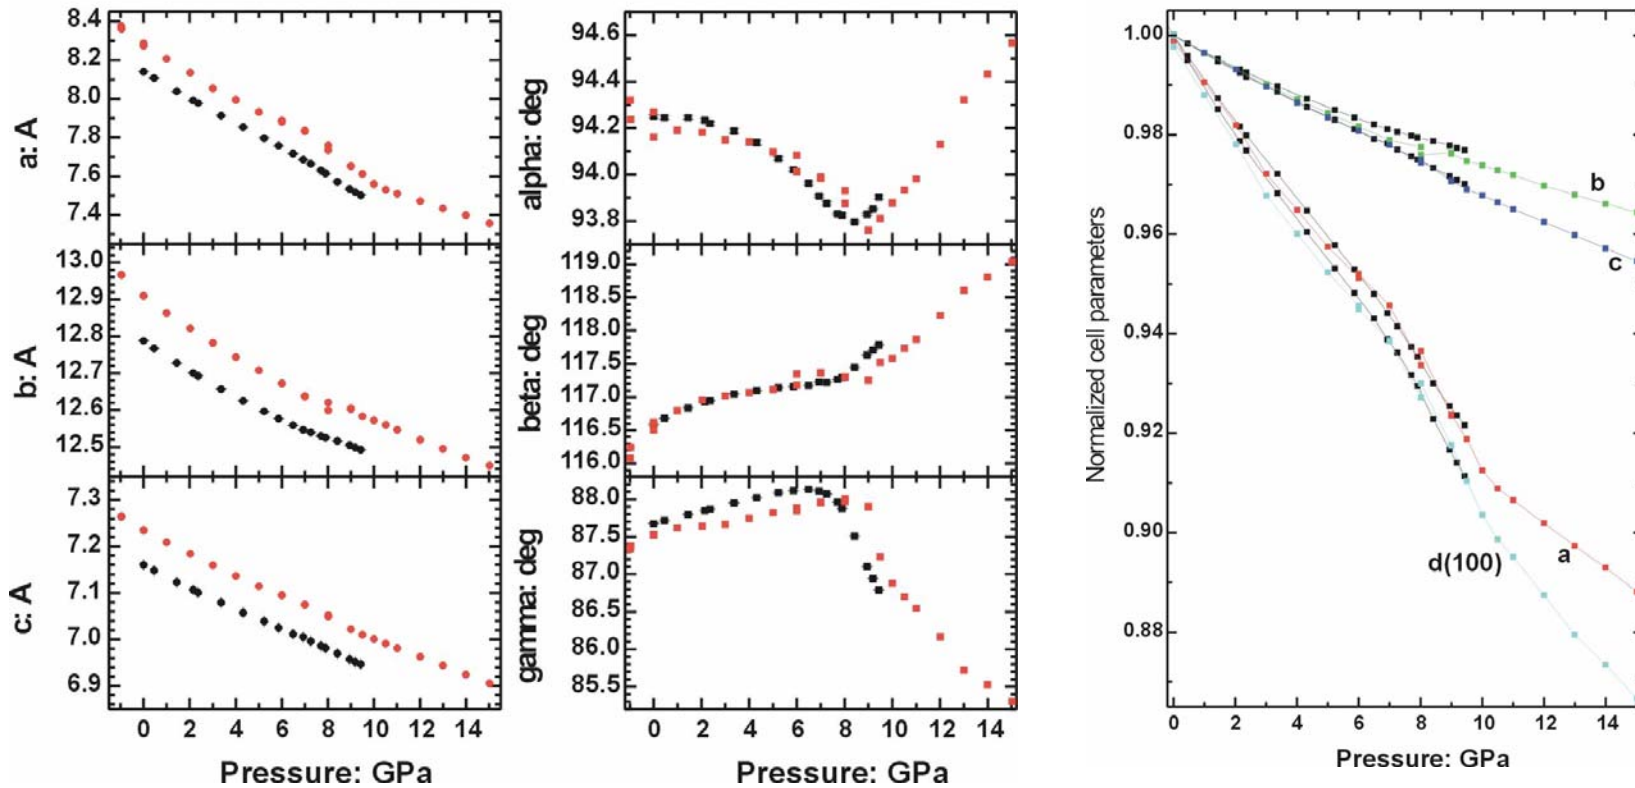 a: A
8.4
8.2
8.0
7.8
7.6
7.4
b: A
13.0
12.9
12.8
12.7
12.6
12.5
c: A
7.3
7.2
7.1
7.0
6.9
0 2 4 6 8 10 12 14
Pressure: GPa
alpha: deg
94.6
94.4
94.2
94.0
93.8
beta: deg
119.0
118.5
118.0
117.5
117.0
116.5
116.0
gamma: deg
88.0
87.5
87.0
86.5
86.0
85.5
0 2 4 6 8 10 12 14
Pressure: GPa
Normalized cell parameters
1.00
0.98
0.96
0.94
0.92
0.90
0.88
b
c
d(100)
a
0 2 4 6 8 10 12 14
Pressure: GPa